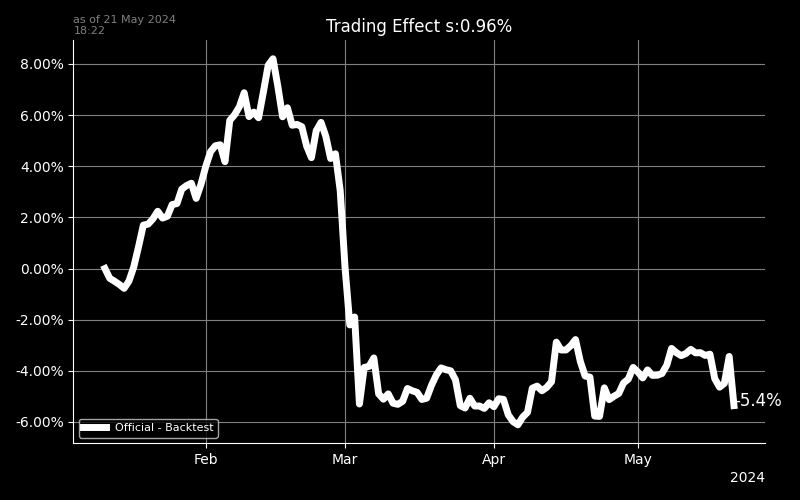 as of 21 May 2024
18:22
Trading Effect s:0.96%
8.00%
6.00%
4.00%
2.00%
0.00%
-2.00%
-4.00%
-6.00%
-5.4%
Official - Backtest
Feb
Mar
Apr
May
2024